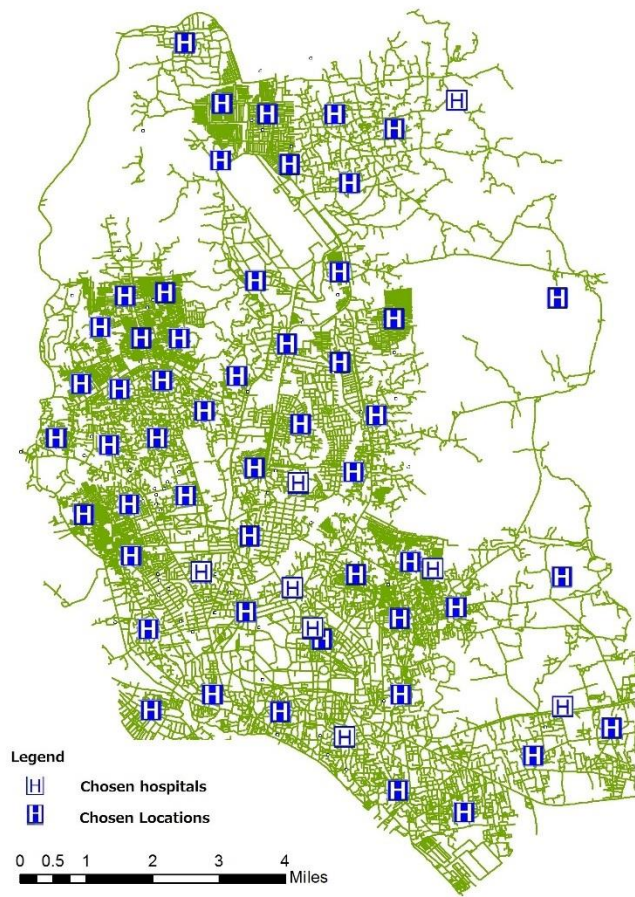 Legend
H Chosen hospitals
H Chosen Locations
0 0.5 1 2 3 4
Miles